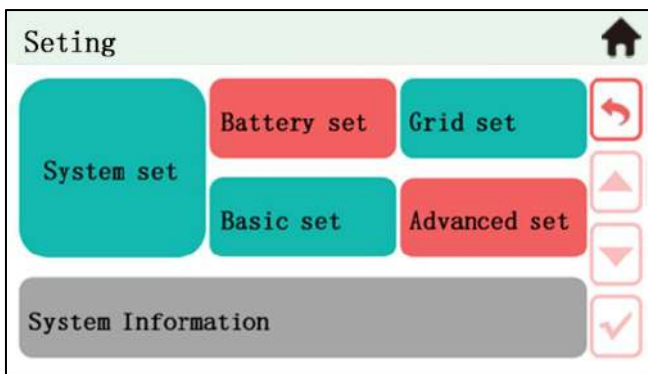 Seting
System set
Battery set
Grid set
Basic set
Advanced set
System Information